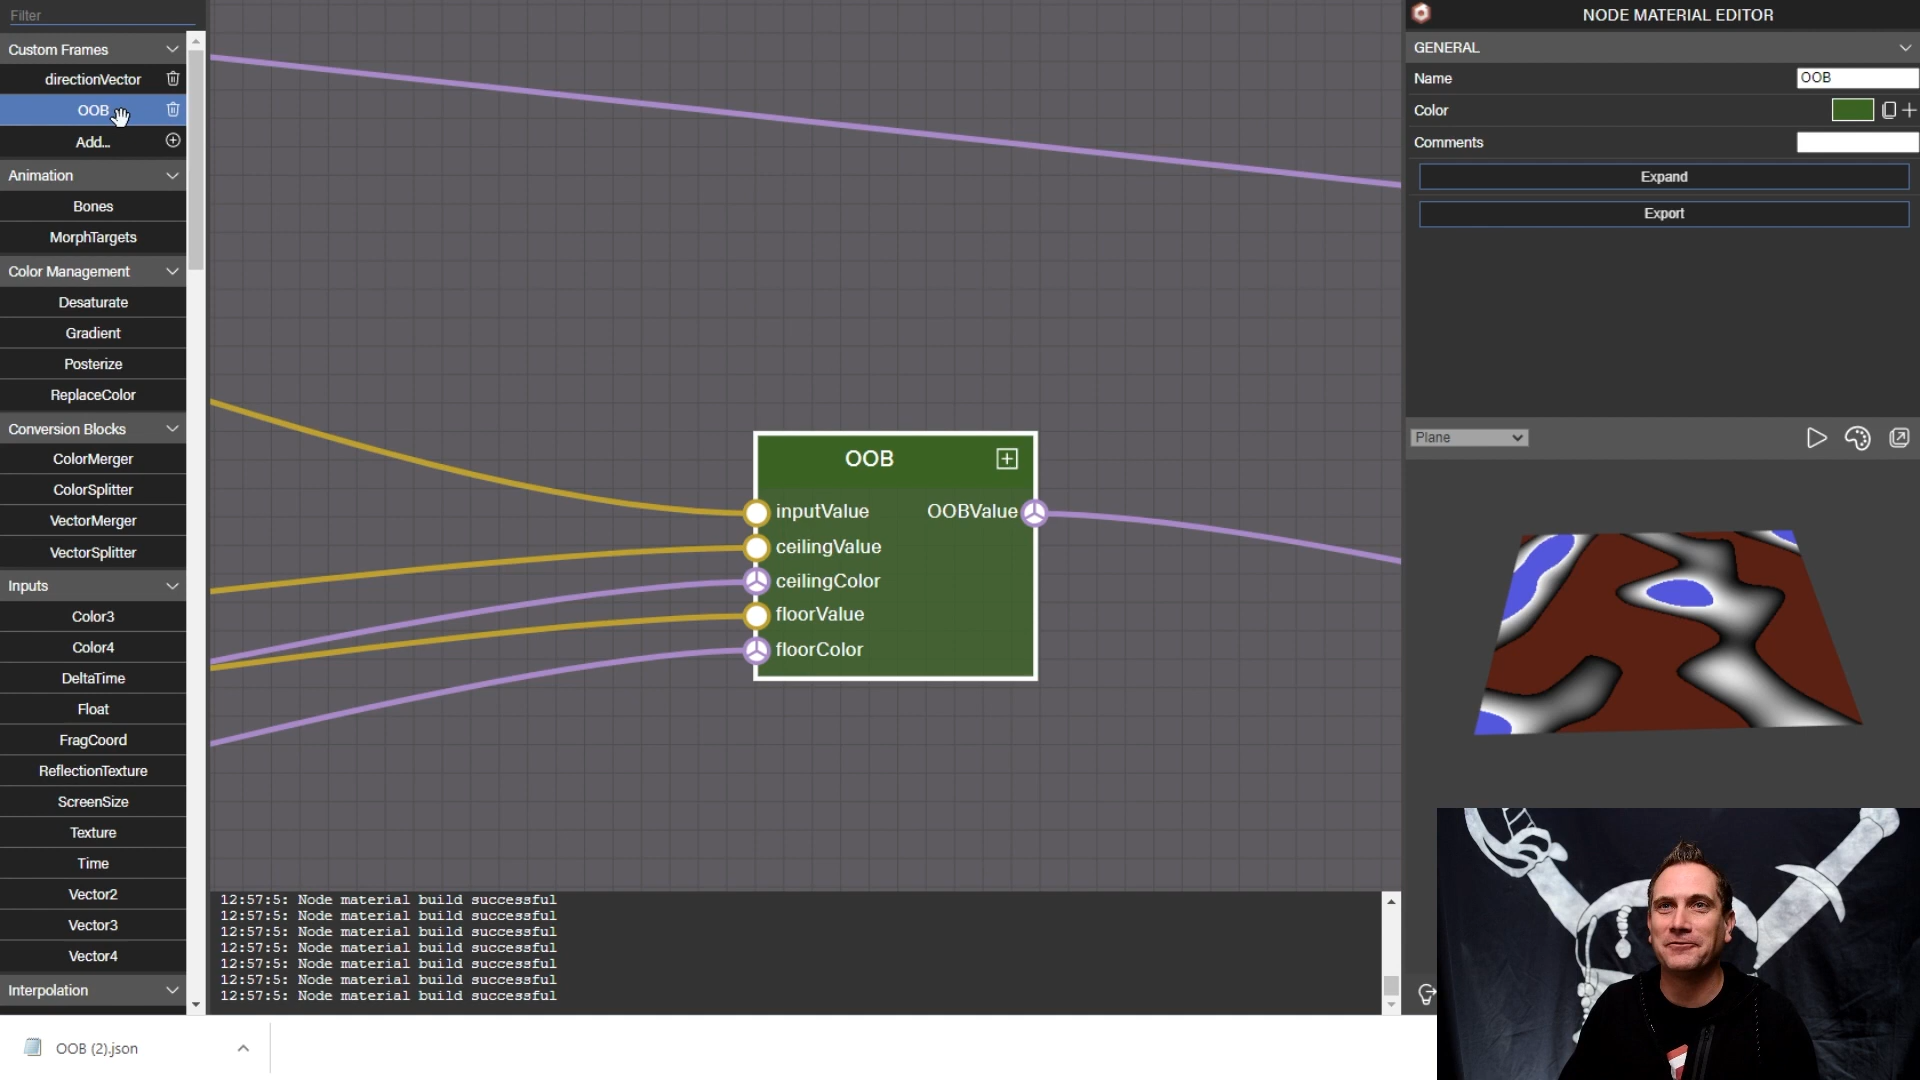 Filter
Custom Frames
directionVector
OOB
Add...
Animation
Bones
MorphTargets
Color Management
Desaturate
Gradient
Posterize
ReplaceColor
Conversion Blocks
ColorMerger
ColorSplitter
VectorMerger
VectorSplitter
Inputs
Color3
Color4
DeltaTime
Float
FragCoord
ReflectionTexture
ScreenSize
Texture
Time
Vector2
Vector3
Vector4
Interpolation
OOB
inputValue OOBValue
ceilingValue
ceilingColor
floorValue
floorColor
12:57:5: Node material build successful
12:57:5: Node material build successful
12:57:5: Node material build successful
12:57:5: Node material build successful
12:57:5: Node material build successful
12:57:5: Node material build successful
12:57:5: Node material build successful
NODE MATERIAL EDITOR
GENERAL
Name OOB
Color
Comments
Expand
Export
Plane
OOB (2).json